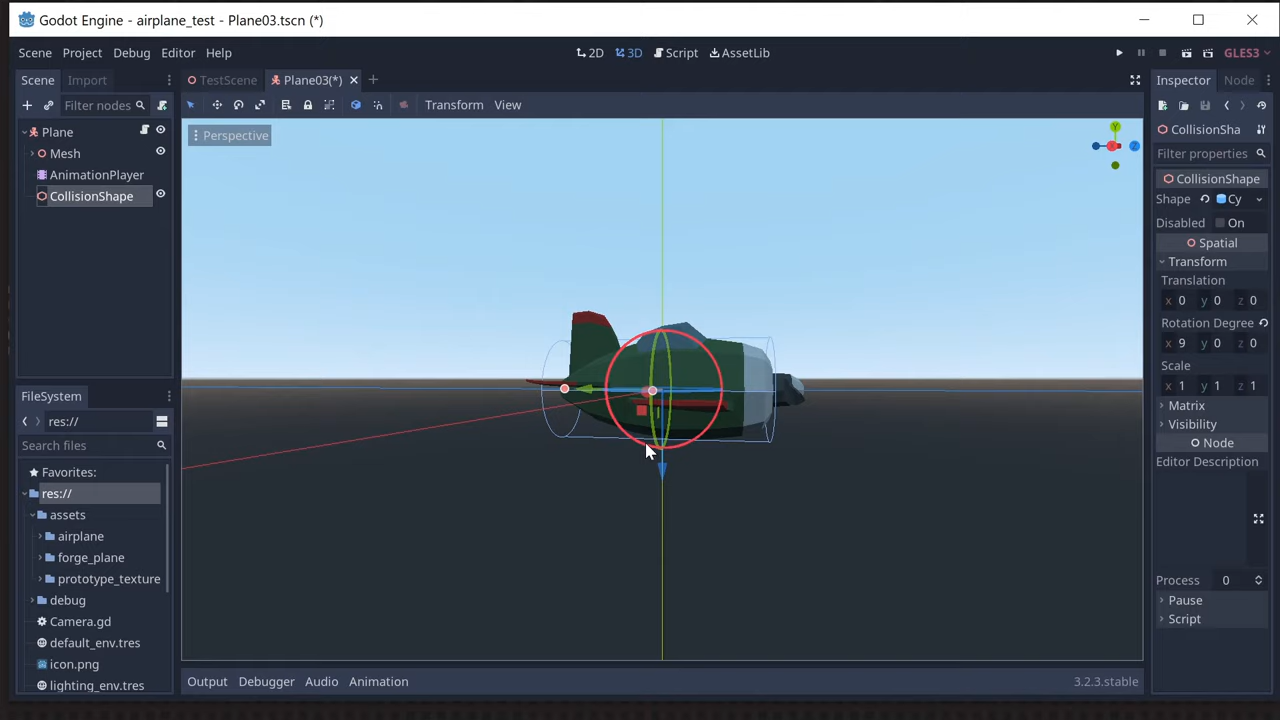 Godot Engine - airplane_test - Plane03.tscn (*)
Scene Project Debug Editor Help
2D 3D Script AssetLib
GLES3
Scene Import
Filter nodes
Plane
Mesh
AnimationPlayer
CollisionShape
FileSystem
res://
Search files
Favorites:
res://
assets
airplane
forge_plane
prototype_texture
debug
Camera.gd
default_env.tres
icon.png
lighting_env.tres
TestScene Plane03(*)
Transform View
Perspective
Y
Z
Output Debugger Audio Animation
3.2.3.stable
Inspector Node
CollisionSha
Filter properties
CollisionShape
Shape Cy
Disabled On
Spatial
Transform
Translation
x 0 y 0 z 0
Rotation Degree
x 9 y 0 z 0
Scale
x 1 y 1 z 1
Matrix
Visibility
Node
Editor Description
Process 0
Pause
Script